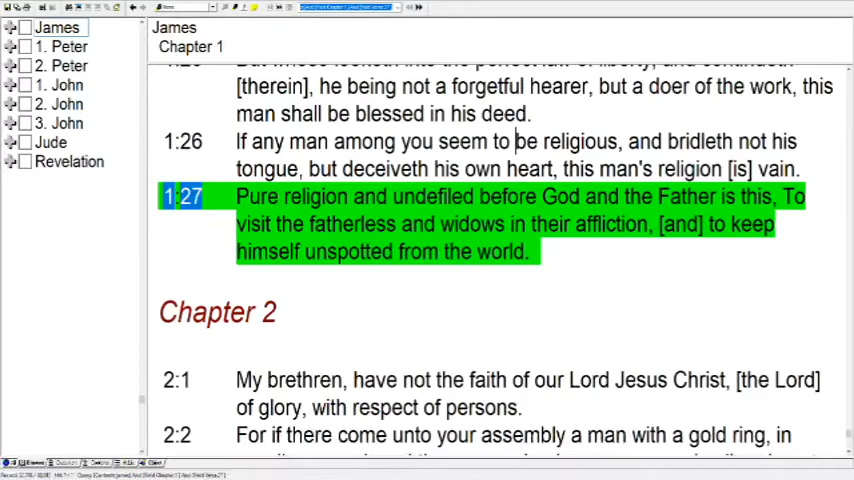 James
1. Peter
2. Peter
1. John
2. John
3. John
Jude
Revelation
James
Chapter 1
[therein], he being not a forgetful hearer, but a doer of the work, this
man shall be blessed in his deed.
1:26 If any man among you seem to be religious, and bridleth not his
tongue, but deceiveth his own heart, this man's religion [is] vain.
1:27 Pure religion and undefiled before God and the Father is this, To
visit the fatherless and widows in their affliction, [and] to keep
himself unspotted from the world.
Chapter 2
2:1 My brethren, have not the faith of our Lord Jesus Christ, [the Lord]
of glory, with respect of persons.
2:2 For if there come unto your assembly a man with a gold ring, in